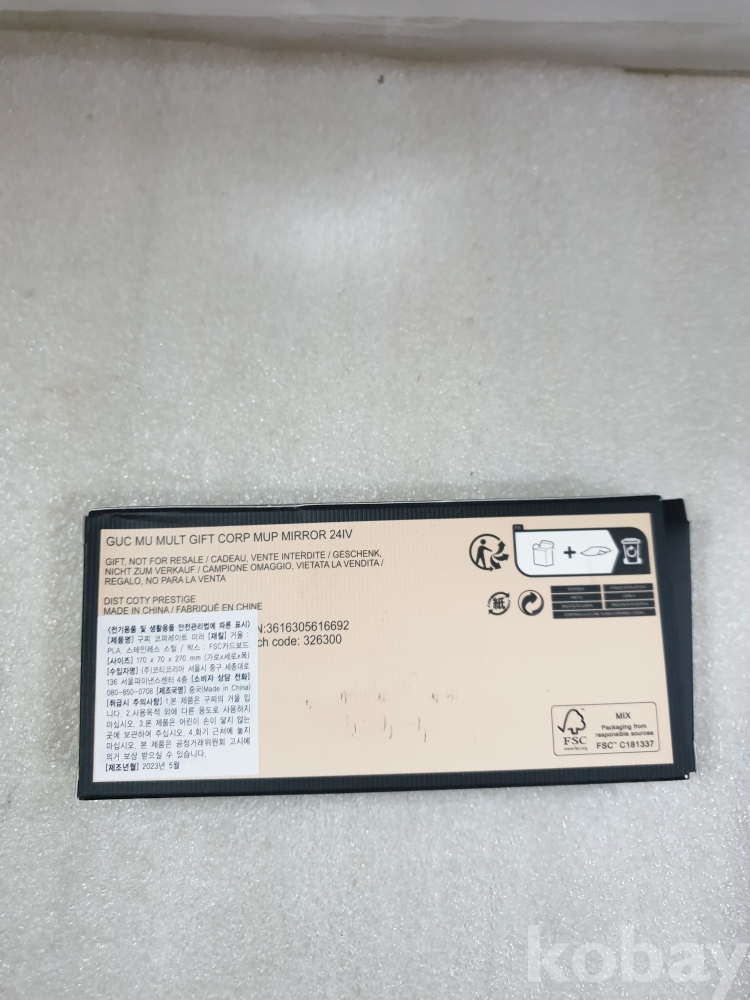 GUC MU MULT GIFT CORP MUP MIRROR 24IV
GIFT, NOT FOR RESALE / CADEAU, VENTE INTERDITE / GESCHENK,
NICHT ZUM VERKAUF / CAMPIONE OMAGGIO, VIETATA LA VENDITA /
REGALO, NO PARA LA VENTA
DIST COTY PRESTIGE
MADE IN CHINA / FABRIQUÉ EN CHINE
N:3616305616692
ch code: 326300
《전기용품 및 생활용품 안전관리법에 따른 표시》
[제품명] 구찌 코퍼레이트 미러 [재질] 거울 :
PLA, 스테인레스 스틸 / 박스 : FSC카드보드
[사이즈] 170 x 70 x 270 mm (가로x세로x폭)
[수입자명] (주)코티코리아 서울시 중구 세종대로
136 서울파이낸스센터 4층 [소비자 상담 전화]
080-850-0708 [제조국명] 중국(Made in China)
[취급시 주의사항] 1.본 제품은 구찌의 거울 입
니다. 2.사용목적 외에 다른 용도로 사용하지
마십시오. 3.본 제품은 어린이 손이 닿지 않는
곳에 보관하여 주십시오. 4.화기 근처에 놓지
마십시오. 본 제품은 공정거래위원회 고시에
의거 보상 받으실 수 있습니다.
[제조년월] 2023년 5월
FSC
www.fsc.org
MIX
Packaging from
responsible sources
FSC™ C181337
kobay